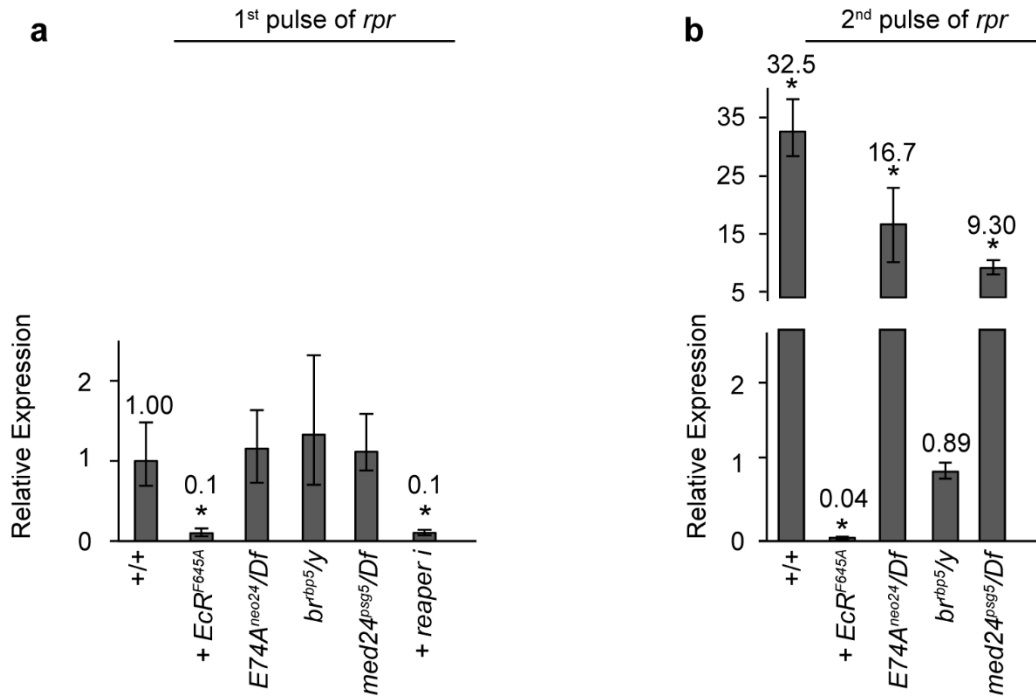 a
1st pulse of rpr
Relative Expression
2
1
0
1.00
0.1
*
0.1
*
+/+
+ EcRF645A
E74Aneo24/Df
brrbp5/y
med24psg5/Df
+ reaper i
b
2nd pulse of rpr
Relative Expression
35
25
15
5
2
1
0
32.5
*
0.04
*
16.7
*
0.89
9.30
*
+/+
+ EcRF645A
E74Aneo24/Df
brrbp5/y
med24psg5/Df